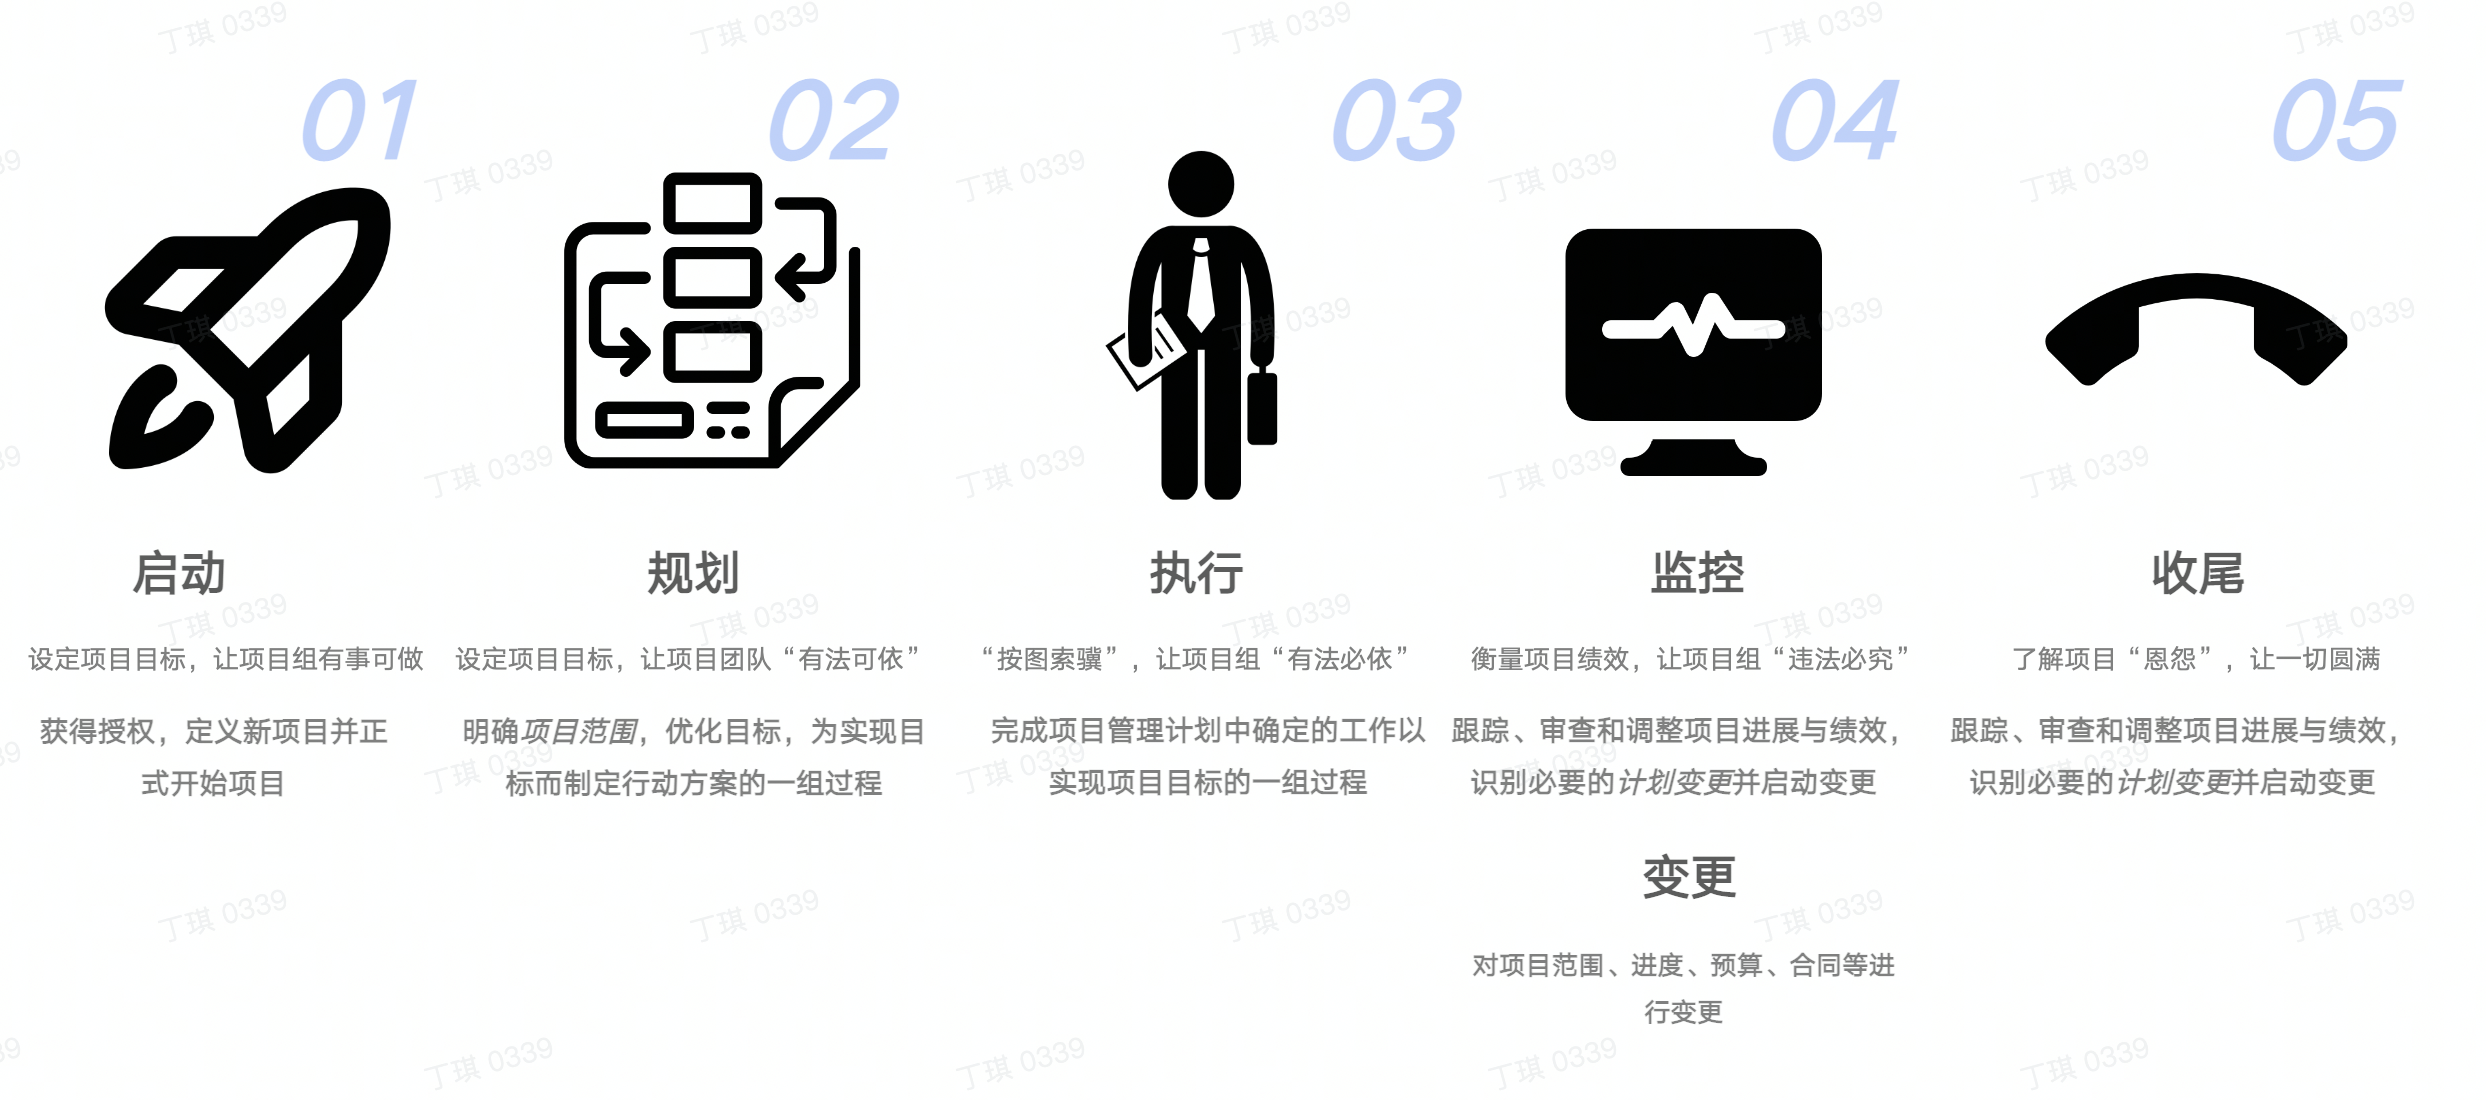 01
启动
设定项目目标，让项目组有事可做
获得授权，定义新项目并正
式开始项目
02
规划
设定项目目标，让项目团队“有法可依”
明确项目范围，优化目标，为实现目
标而制定行动方案的一组过程
03
执行
“按图索骥”，让项目组“有法必依”
完成项目管理计划中确定的工作以
实现项目目标的一组过程
04
监控
衡量项目绩效，让项目组“违法必究”
跟踪、审查和调整项目进展与绩效，
识别必要的计划变更并启动变更
变更
对项目范围、进度、预算、合同等进
行变更
05
收尾
了解项目“恩怨”，让一切圆满
跟踪、审查和调整项目进展与绩效，
识别必要的计划变更并启动变更
丁琪 0339